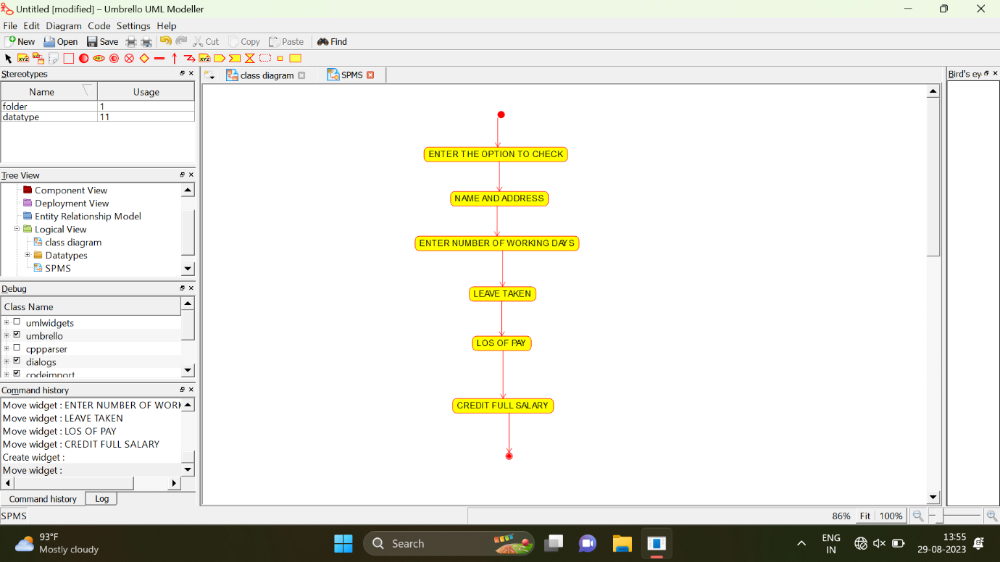 Untitled [modified] – Umbrello UML Modeller
File Edit Diagram Code Settings Help
New Open Save Cut Copy Paste Find
Stereotypes
Name Usage
folder 1
datatype 11
Tree View
Component View
Deployment View
Entity Relationship Model
Logical View
class diagram
Datatypes
SPMS
Debug
Class Name
umlwidgets
umbrello
cppparser
dialogs
codeimport
Command history
Move widget : ENTER NUMBER OF WORK
Move widget : LEAVE TAKEN
Move widget : LOS OF PAY
Move widget : CREDIT FULL SALARY
Create widget :
Move widget :
Command history Log
class diagram SPMS
ENTER THE OPTION TO CHECK
NAME AND ADDRESS
ENTER NUMBER OF WORKING DAYS
LEAVE TAKEN
LOS OF PAY
CREDIT FULL SALARY
Bird's ey
SPMS
86% Fit 100%
93°F
Mostly cloudy
Search
ENG
IN
13:55
29-08-2023